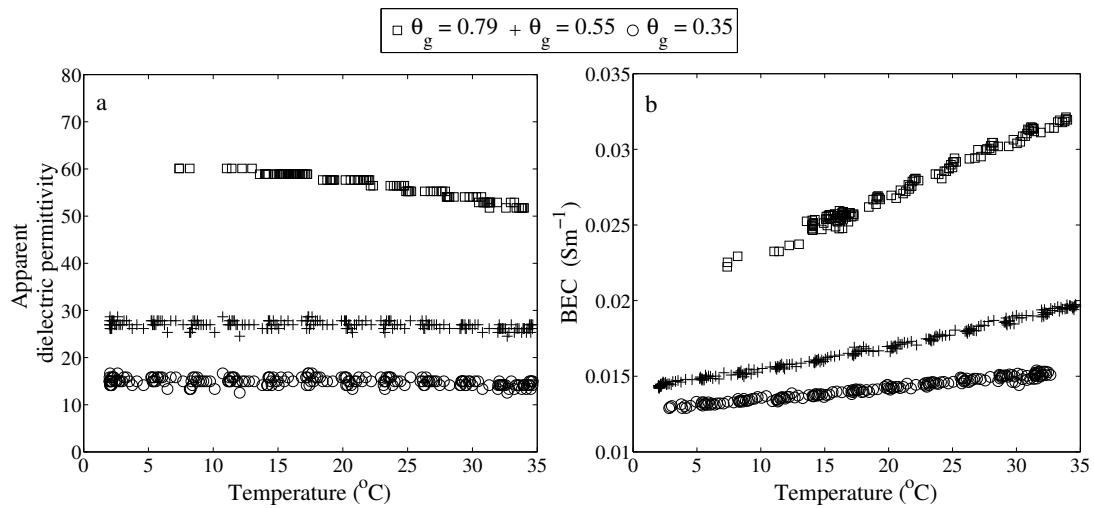 □ θg = 0.79 + θg = 0.55 ○ θg = 0.35
a
80
70
60
50
40
30
20
10
0
Apparent
dielectric permittivity
0 5 10 15 20 25 30 35
Temperature (°C)
b
0.035
0.03
0.025
0.02
0.015
0.01
BEC (Sm⁻¹)
0 5 10 15 20 25 30 35
Temperature (°C)